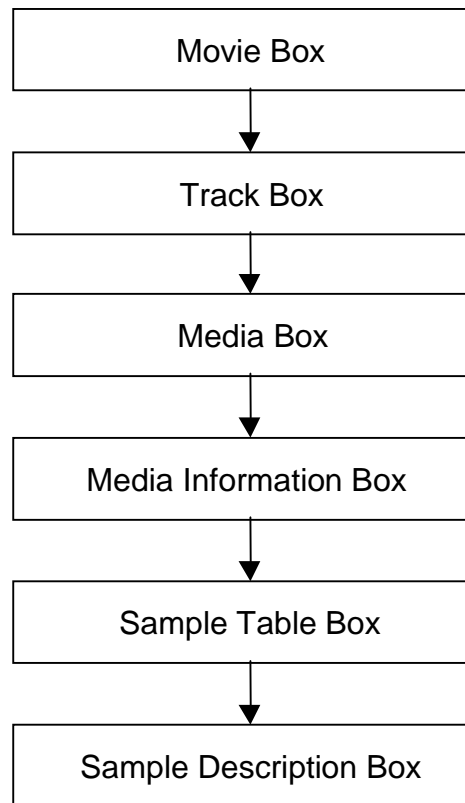 Movie Box
Track Box
Media Box
Media Information Box
Sample Table Box
Sample Description Box